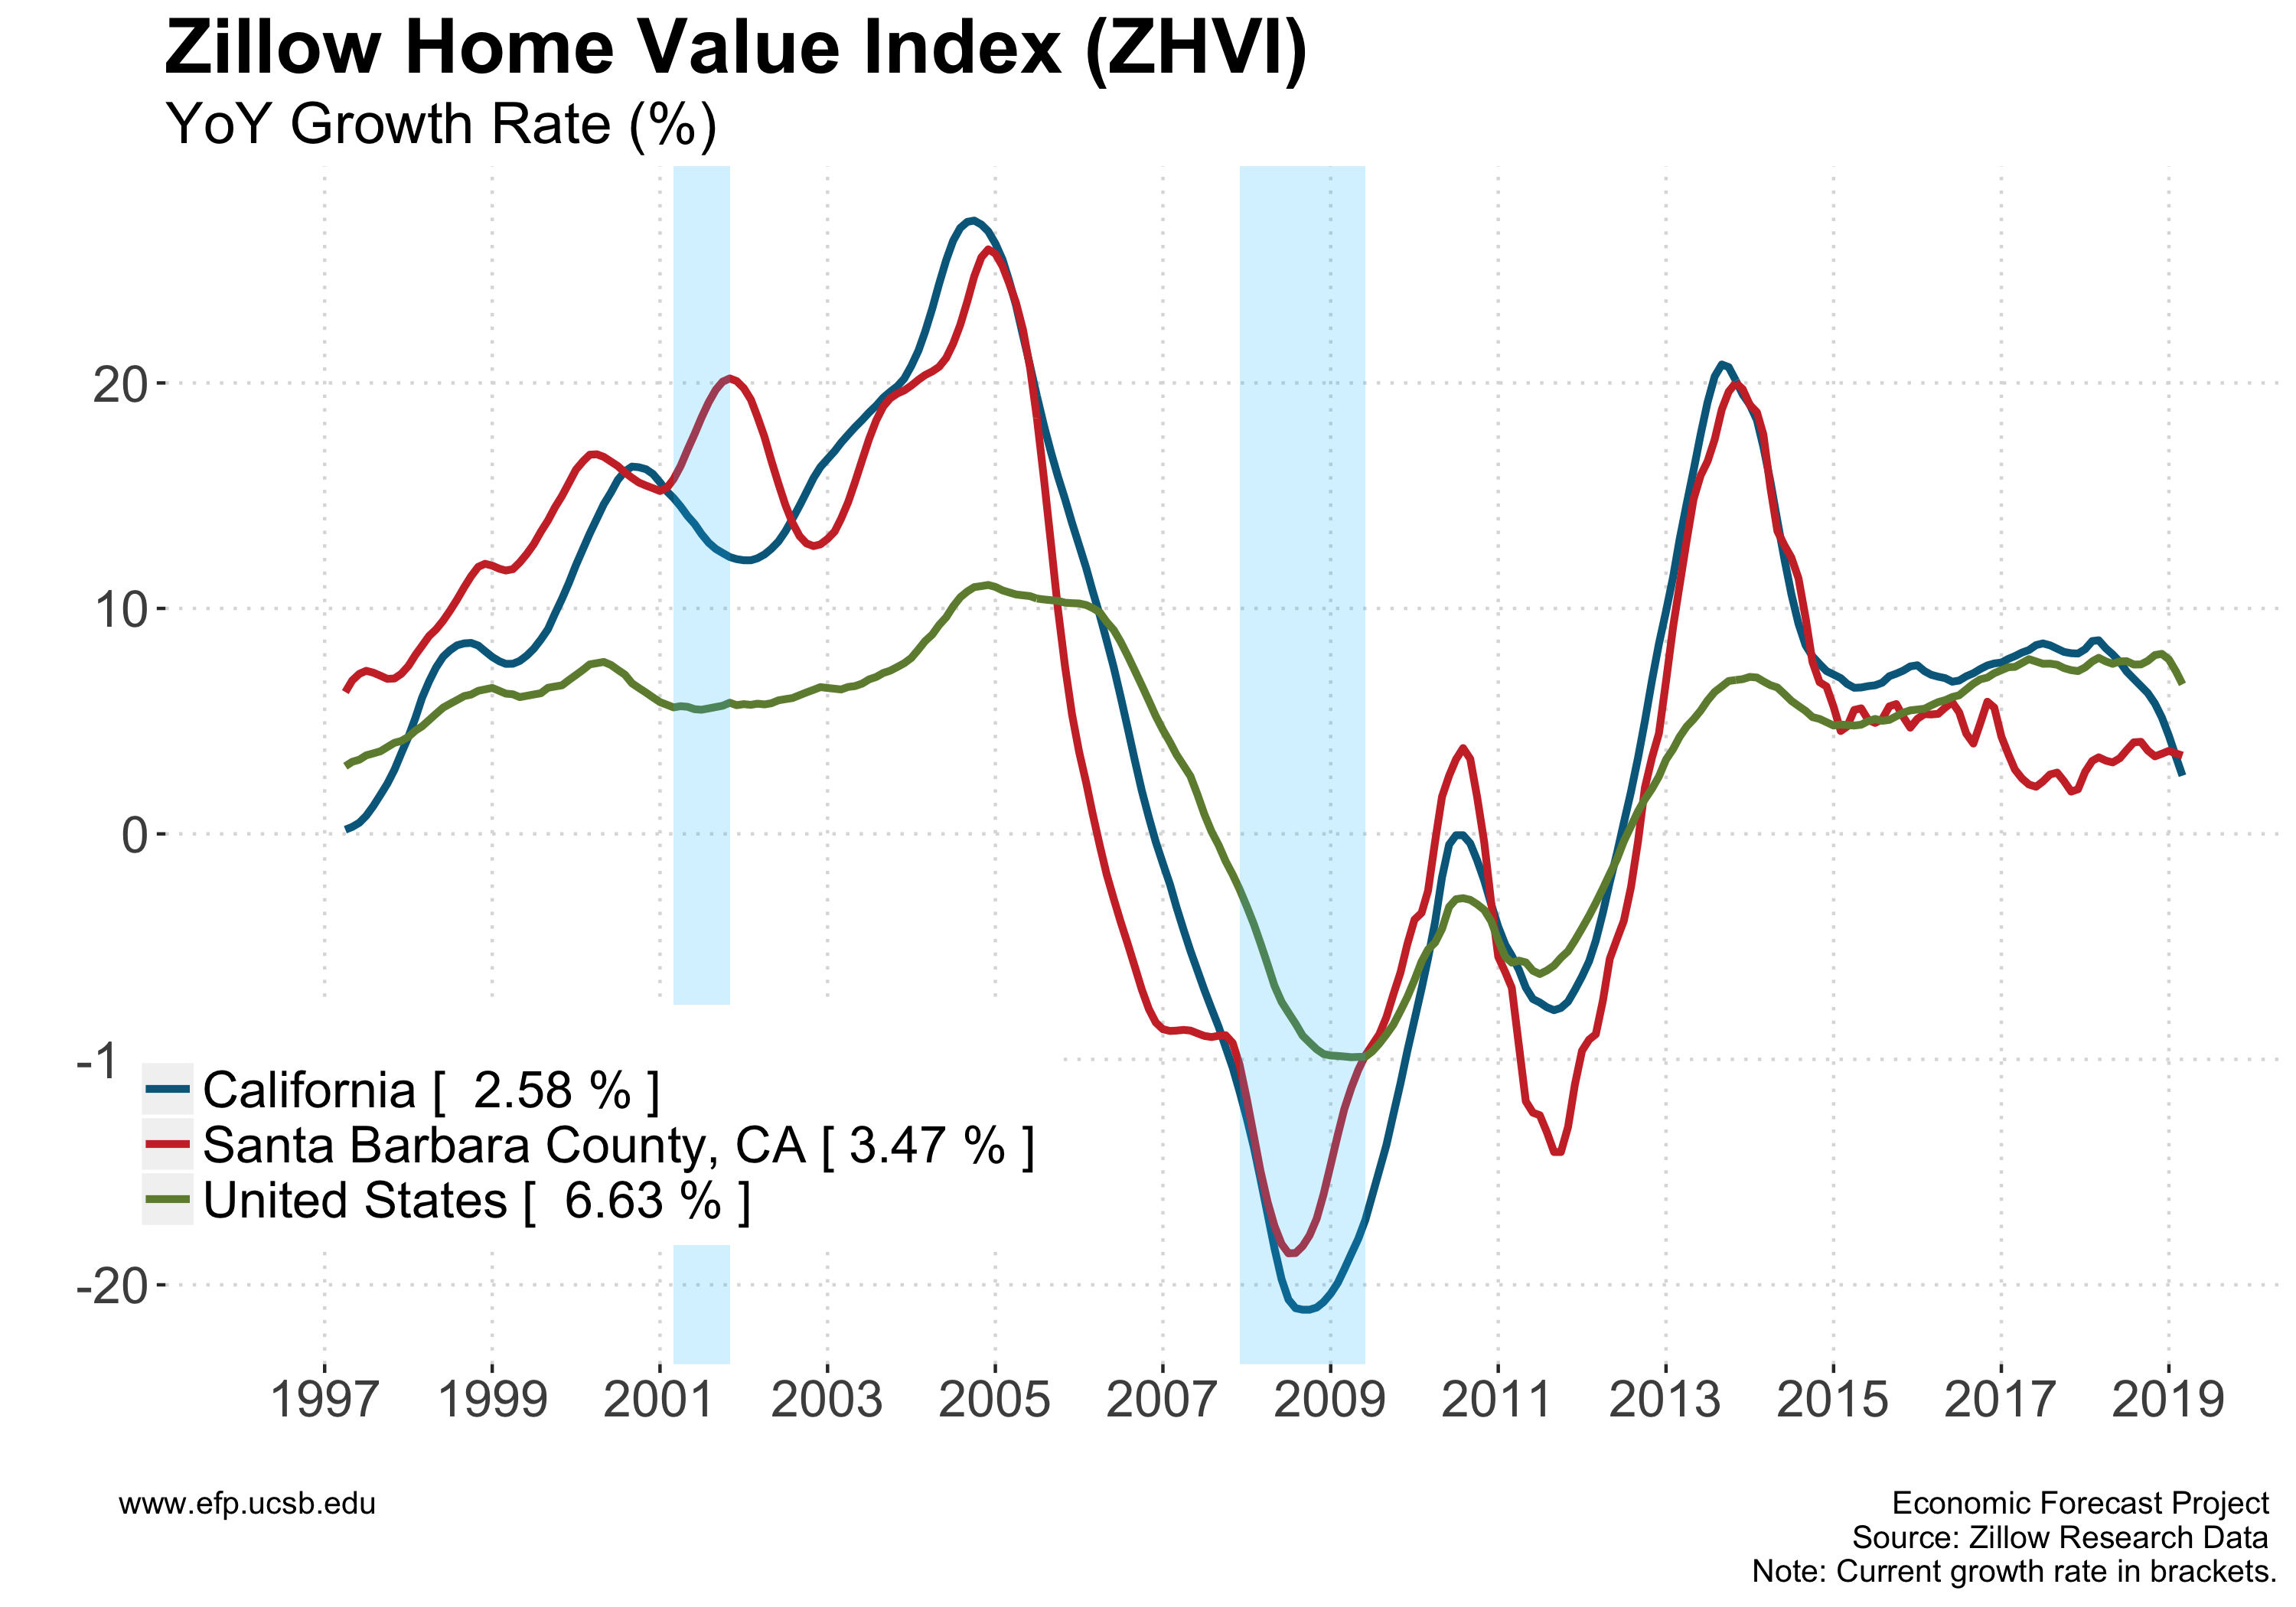 Zillow Home Value Index (ZHVI)
YoY Growth Rate (%)
20
10
0
-1
-20
California [  2.58 % ]
Santa Barbara County, CA [ 3.47 % ]
United States [  6.63 % ]
1997 1999 2001 2003 2005 2007 2009 2011 2013 2015 2017 2019
www.efp.ucsb.edu
Economic Forecast Project
Source: Zillow Research Data
Note: Current growth rate in brackets.